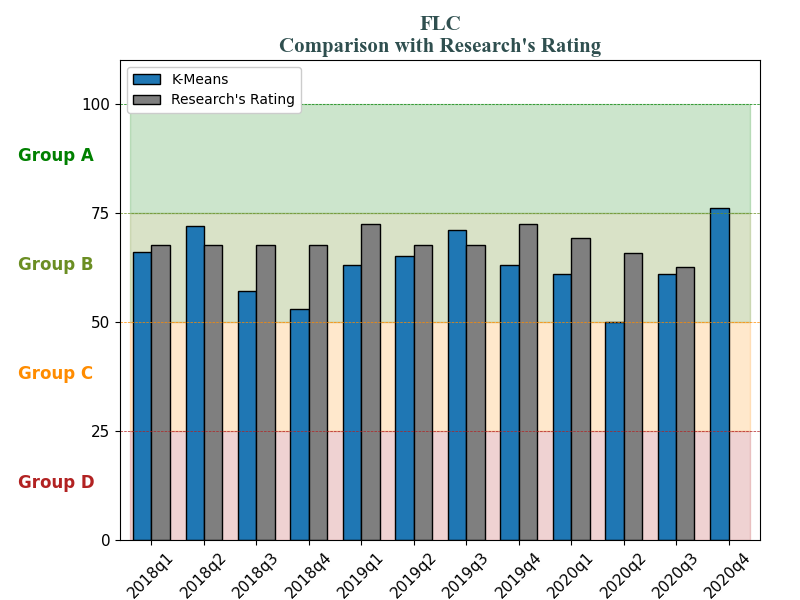 FLC
Comparison with Research's Rating
K-Means
Research's Rating
100
Group A
75
Group B
50
Group C
25
Group D
0
2018q1
2018q2
2018q3
2018q4
2019q1
2019q2
2019q3
2019q4
2020q1
2020q2
2020q3
2020q4